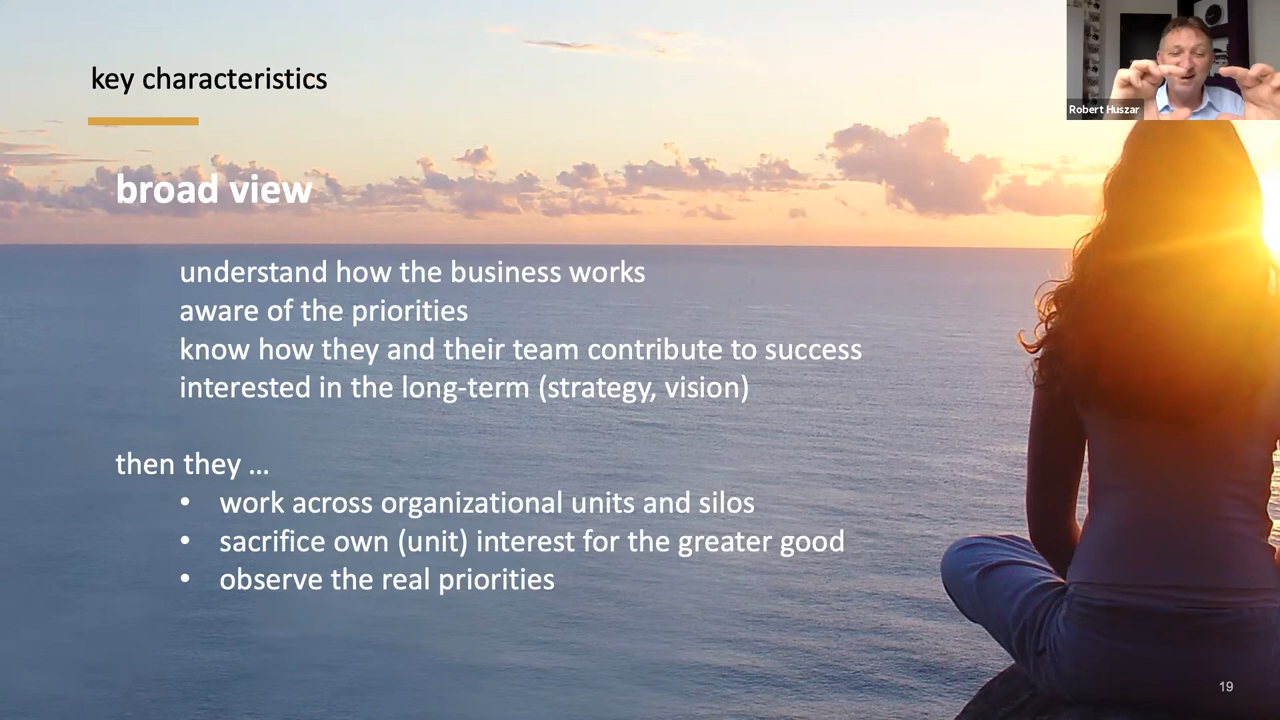 key characteristics
Robert Huszar
broad view
understand how the business works
aware of the priorities
know how they and their team contribute to success
interested in the long-term (strategy, vision)
then they ...
• work across organizational units and silos
• sacrifice own (unit) interest for the greater good
• observe the real priorities
19